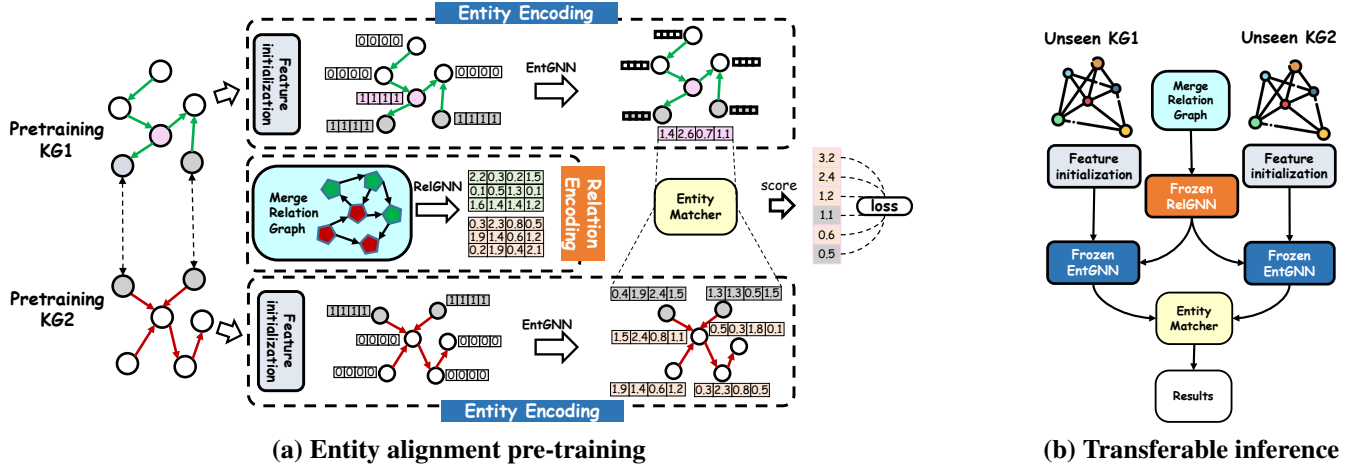 Entity Encoding
Feature
initialization
0000
0000
0000
1111
1111
1111
EntGNN
1.4 2.6 0.7 1.1
Pretraining
KG1
Merge
Relation
Graph
RelGNN
2.2 0.3 0.2 1.5
0.1 0.5 1.3 0.1
1.6 1.4 1.4 1.2
0.3 2.3 0.8 0.5
1.9 1.4 0.6 1.2
0.2 1.9 0.4 2.1
Relation
Encoding
Entity
Matcher
score
3.2
2.4
1.2
1.1
0.6
0.5
loss
Pretraining
KG2
Feature
initialization
1111
1111
0000
0000
0000
0000
EntGNN
0.4 1.9 2.4 1.5
1.3 1.3 0.5 1.5
1.5 2.4 0.8 1.1
0.5 0.3 1.8 0.1
1.9 1.4 0.6 1.2
0.3 2.3 0.8 0.5
Entity Encoding
(a) Entity alignment pre-training
Unseen KG1
Unseen KG2
Merge
Relation
Graph
Feature
initialization
Feature
initialization
Frozen
RelGNN
Frozen
EntGNN
Frozen
EntGNN
Entity
Matcher
Results
(b) Transferable inference